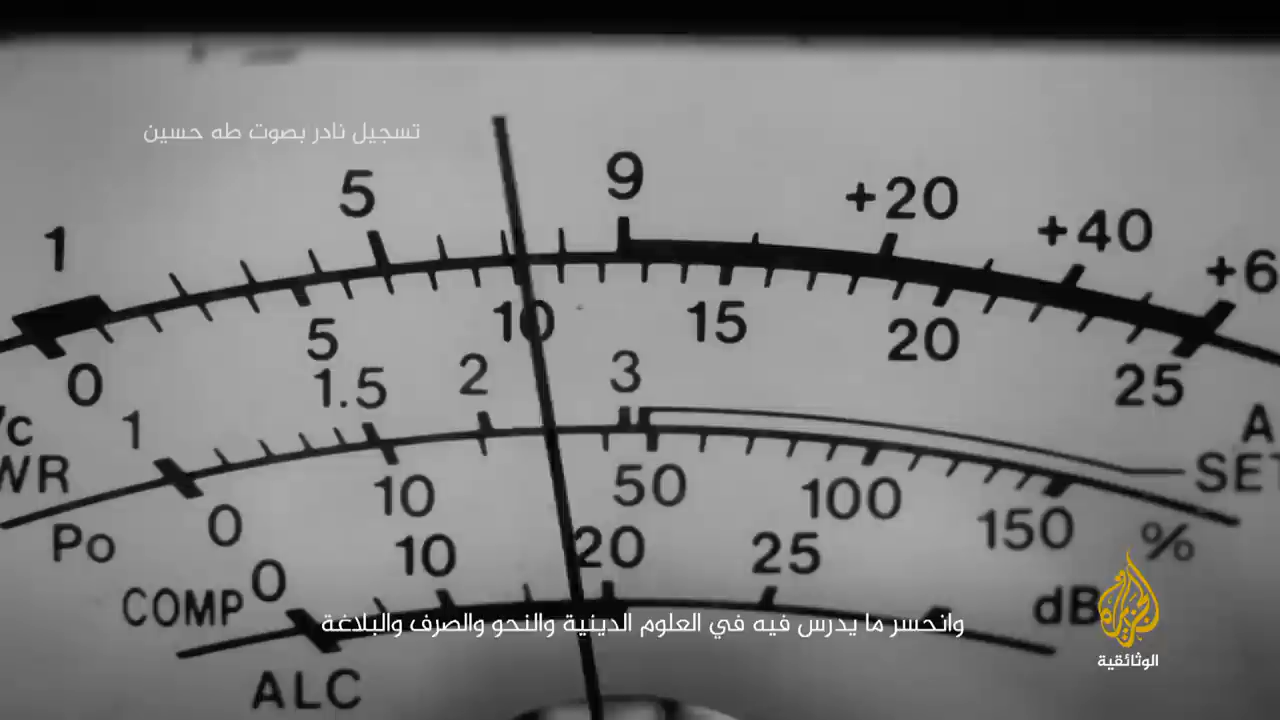 تسجيل نادر بصوت طه حسين
1 5 9 +20 +40 +6
0 5 10 15 20 25
1 1.5 2 3
WR
A
SET
Po 0 10 50 100 150 %
COMP 0 10 20 25 dB
ALC
وانحسر ما يدرس فيه في العلوم الدينية والنحو والصرف والبلاغة
الجزيرة
الوثائقية